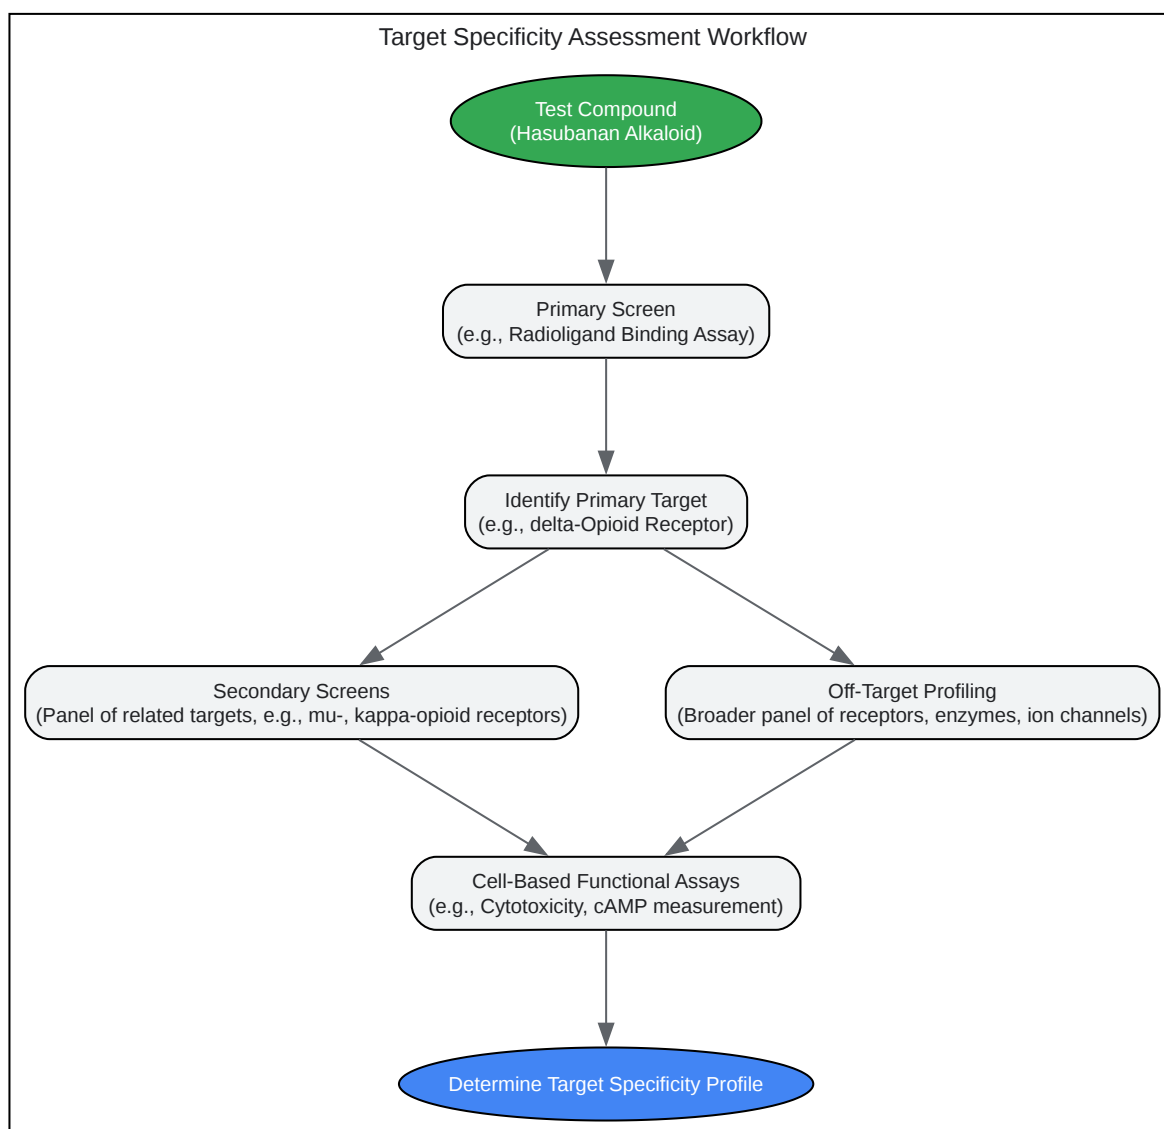 Target Specificity Assessment Workflow
Test Compound
(Hasubanan Alkaloid)
Primary Screen
(e.g., Radioligand Binding Assay)
Identify Primary Target
(e.g., delta-Opioid Receptor)
Secondary Screens
(Panel of related targets, e.g., mu-, kappa-opioid receptors)
Off-Target Profiling
(Broader panel of receptors, enzymes, ion channels)
Cell-Based Functional Assays
(e.g., Cytotoxicity, cAMP measurement)
Determine Target Specificity Profile